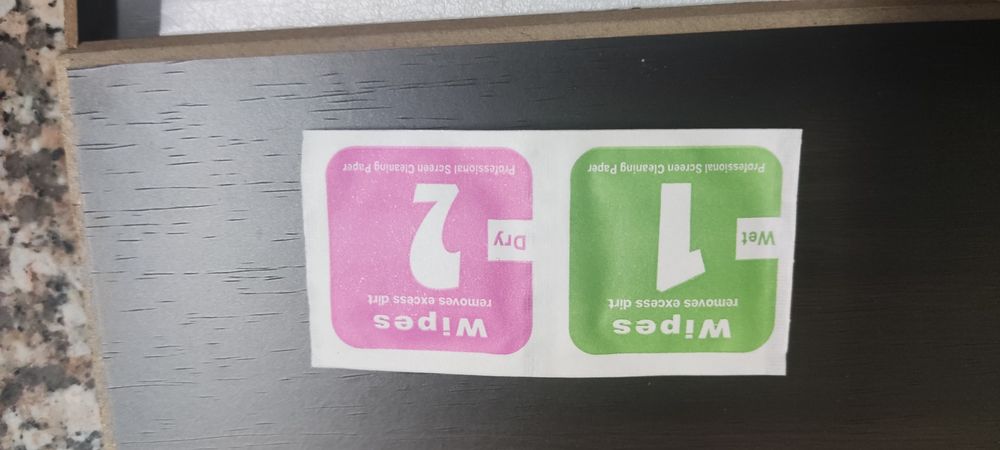 Wipes
removes excess dirt
Wet
1
Professional Screen Cleaning Paper
Wipes
removes excess dirt
Dry
2
Professional Screen Cleaning Paper